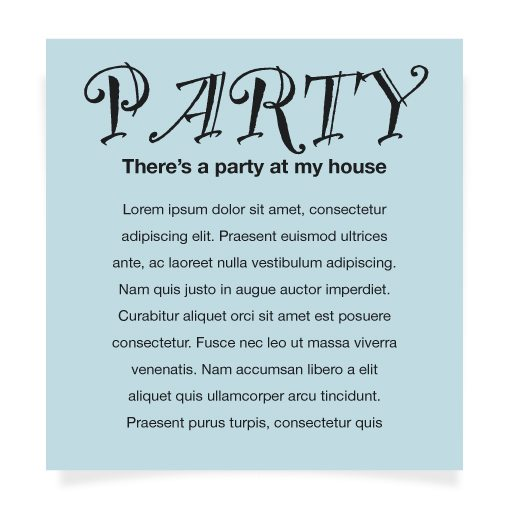 PARTY
There's a party at my house
Lorem ipsum dolor sit amet, consectetur
adipiscing elit. Praesent euismod ultrices
ante, ac laoreet nulla vestibulum adipiscing.
Nam quis justo in augue auctor imperdiet.
Curabitur aliquet orci sit amet est posuere
consectetur. Fusce nec leo ut massa viverra
venenatis. Nam accumsan libero a elit
aliquet quis ullamcorper arcu tincidunt.
Praesent purus turpis, consectetur quis